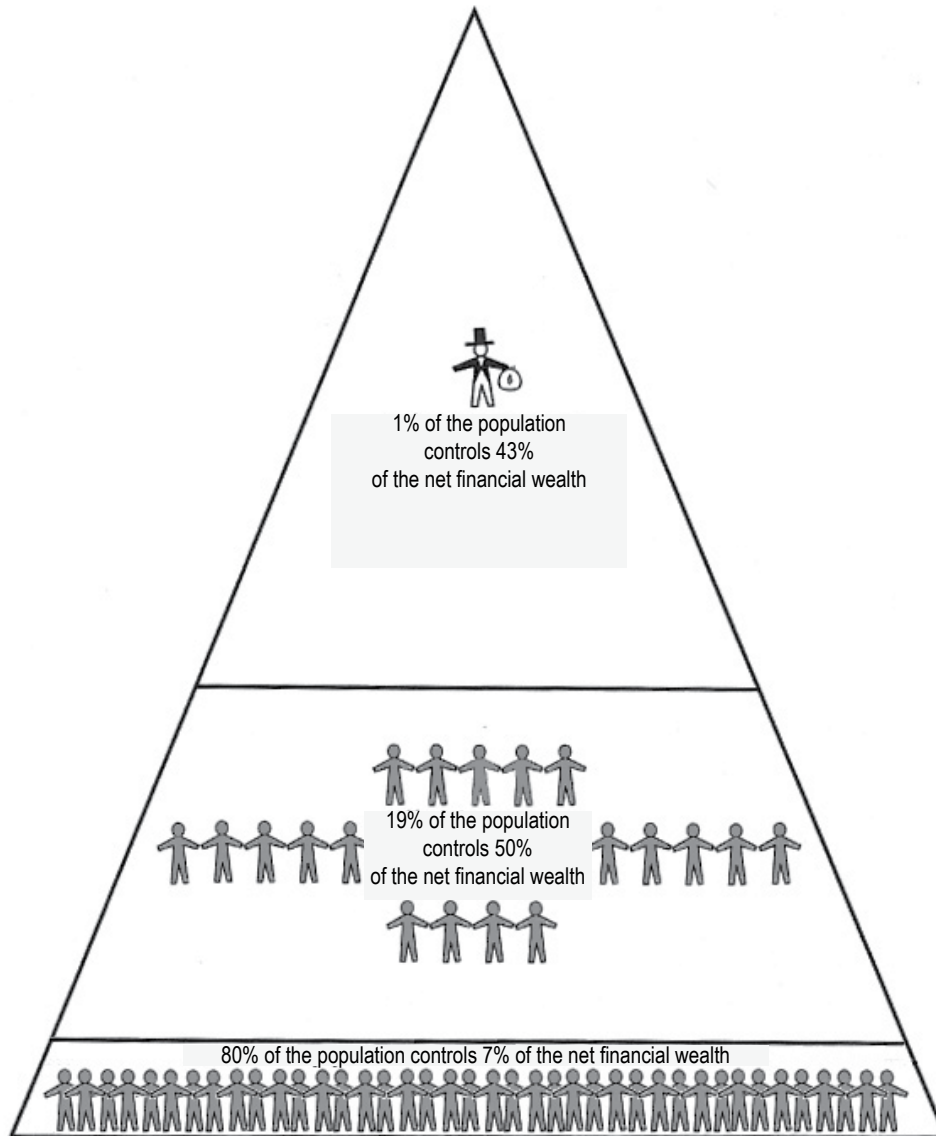 1% of the population
controls 43%
of the net financial wealth
19% of the population
controls 50%
of the net financial wealth
80% of the population controls 7% of the net financial wealth